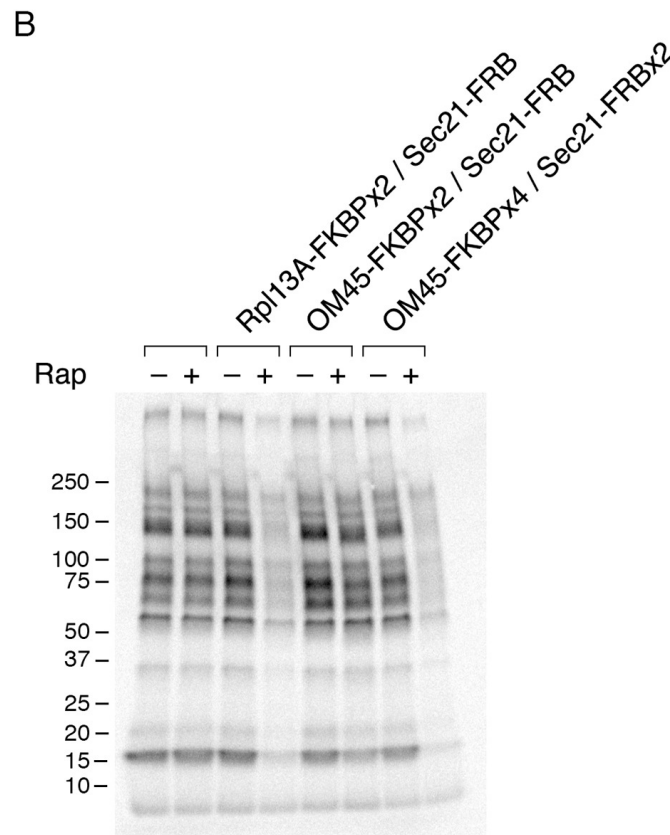 B
Rpl13A-FKBPx2 / Sec21-FRB
OM45-FKBPx2 / Sec21-FRB
OM45-FKBPx4 / Sec21-FRBx2
Rap − + − + − + − +
250 –
150 –
100 –
75 –
50 –
37 –
25 –
20 –
15 –
10 –